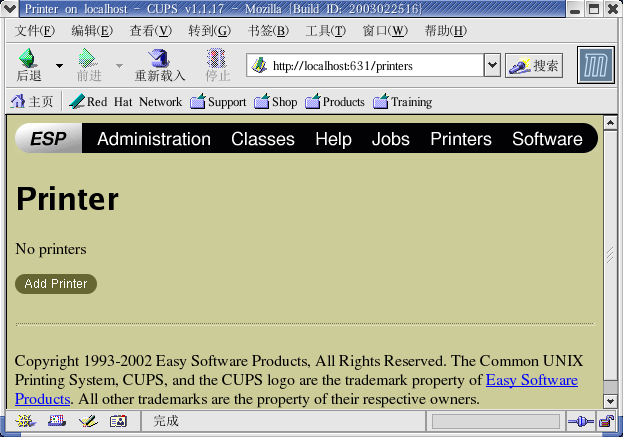 Printer on localhost - CUPS v1.1.17 - Mozilla {Build ID: 2003022516}
文件(F) 编辑(E) 查看(V) 转到(G) 书签(B) 工具(T) 窗口(W) 帮助(H)
后退 前进 重新载入 停止 http://localhost:631/printers 搜索
主页 Red Hat Network Support Shop Products Training
ESP Administration Classes Help Jobs Printers Software
Printer
No printers
Add Printer
Copyright 1993-2002 Easy Software Products, All Rights Reserved. The Common UNIX
Printing System, CUPS, and the CUPS logo are the trademark property of Easy Software
Products. All other trademarks are the property of their respective owners.
完成